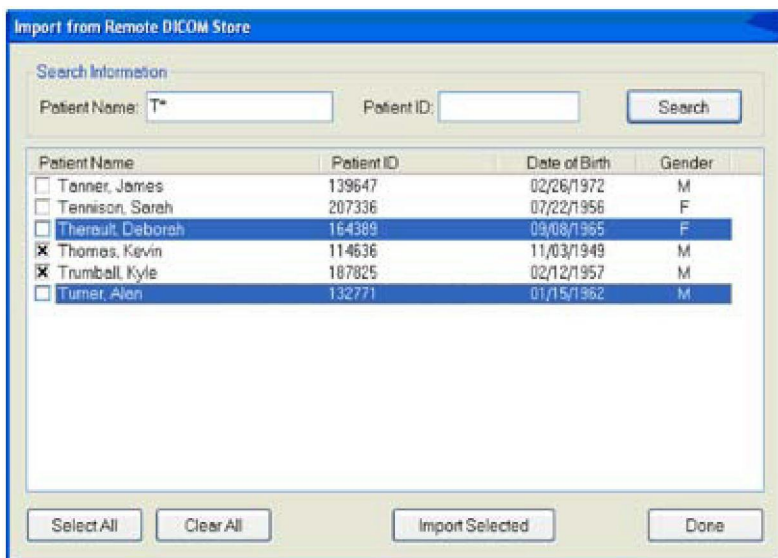 Import from Remote DICOM Store
Search Information
Patient Name: T* Patient ID: Search
Patient Name Patient ID Date of Birth Gender
Tanner, James 139647 02/26/1972 M
Tennison, Sarah 207336 07/22/1956 F
Therault, Deborah 164389 09/08/1965 F
Thomas, Kevin 114636 11/03/1949 M
Trumball, Kyle 187825 02/12/1957 M
Turner, Alan 132771 01/15/1962 M
Select All Clear All Import Selected Done